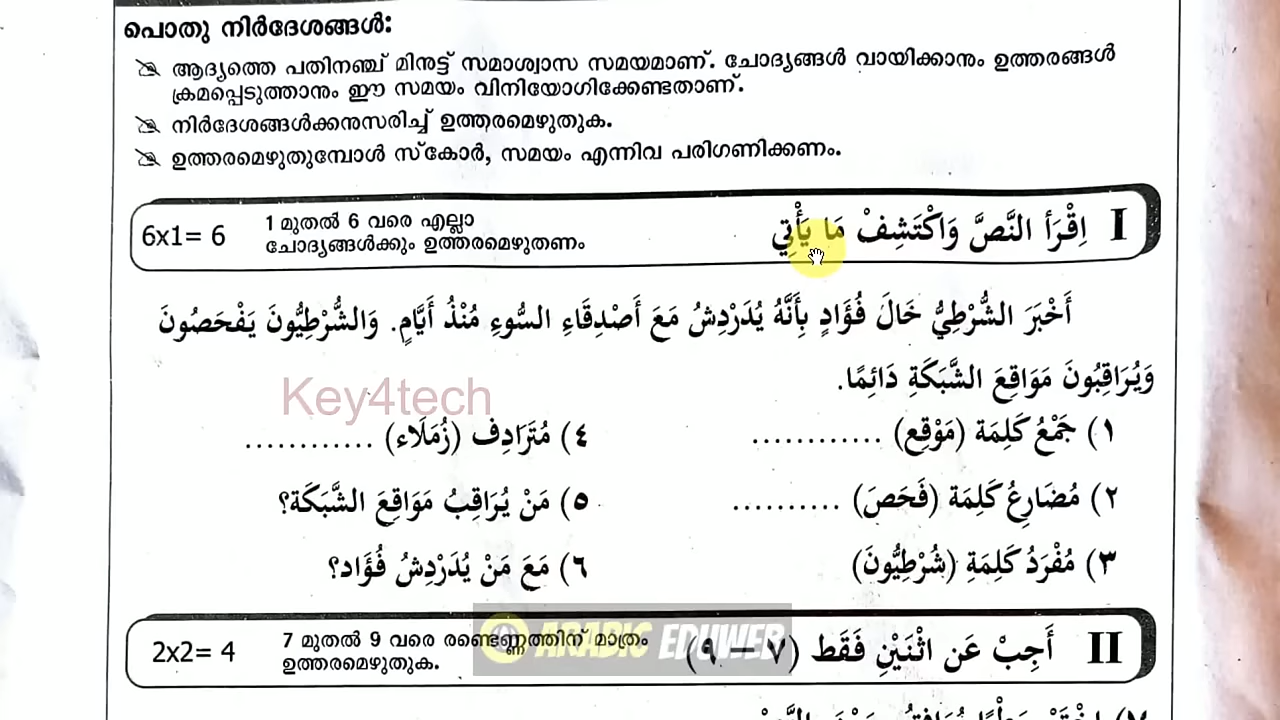 പൊതു നിർദേശങ്ങൾ:
ആദ്യത്തെ പതിനഞ്ച് മിനുട്ട് സമാശ്വാസ സമയമാണ്. ചോദ്യങ്ങൾ വായിക്കാനും ഉത്തരങ്ങൾ
ക്രമപ്പെടുത്താനും ഈ സമയം വിനിയോഗിക്കേണ്ടതാണ്.
നിർദേശങ്ങൾക്കനുസരിച്ച് ഉത്തരമെഴുതുക.
ഉത്തരമെഴുതുമ്പോൾ സ്കോർ, സമയം എന്നിവ പരിഗണിക്കണം.
I اِقْرَأ النَّصَّ وَاكْتَشِفْ مَا يَأْتِي
1 മുതൽ 6 വരെ എല്ലാ
ചോദ്യങ്ങൾക്കും ഉത്തരമെഴുതണം
6x1= 6
أَخْبَرَ الشُّرْطِيُّ خَالَ فُؤَادٍ بِأَنَّهُ يُدَرْدِشُ مَعَ أَصْدِقَاءِ السُّوءِ مُنْذُ أَيَّامٍ. وَالشُّرْطِيُّونَ يَفْحَصُونَ
وَيُرَاقِبُونَ مَوَاقِعَ الشَّبَكَةِ دَائِمًا.
Key4tech
١) جَمْعُ كَلِمَة (مَوْقِع) ............
٤) مُتَرَادِف (زُمَلَاء) ............
٢) مُضَارِعُ كَلِمَة (فَحَصَ) ..........
٥) مَنْ يُرَاقِبُ مَوَاقِعَ الشَّبَكَة؟
٣) مُفْرَدُ كَلِمَةِ (شُرْطِيُّونَ)
٦) مَعَ مَنْ يُدَرْدِشُ فُؤَاد؟
II أَجِبْ عَن اثْنَيْنِ فَقَط (٧ – ٩)
7 മുതൽ 9 വരെ രണ്ടെണ്ണത്തിന് മാത്രം
ഉത്തരമെഴുതുക.
2x2= 4
ARABIC EDUWEB